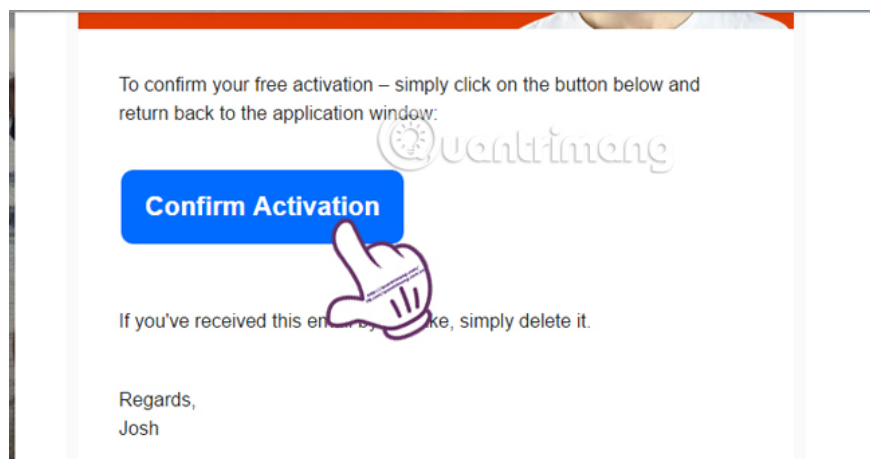 To confirm your free activation – simply click on the button below and
return back to the application window:
Quantrimang
Confirm Activation
If you've received this email by ke, simply delete it.
Regards,
Josh